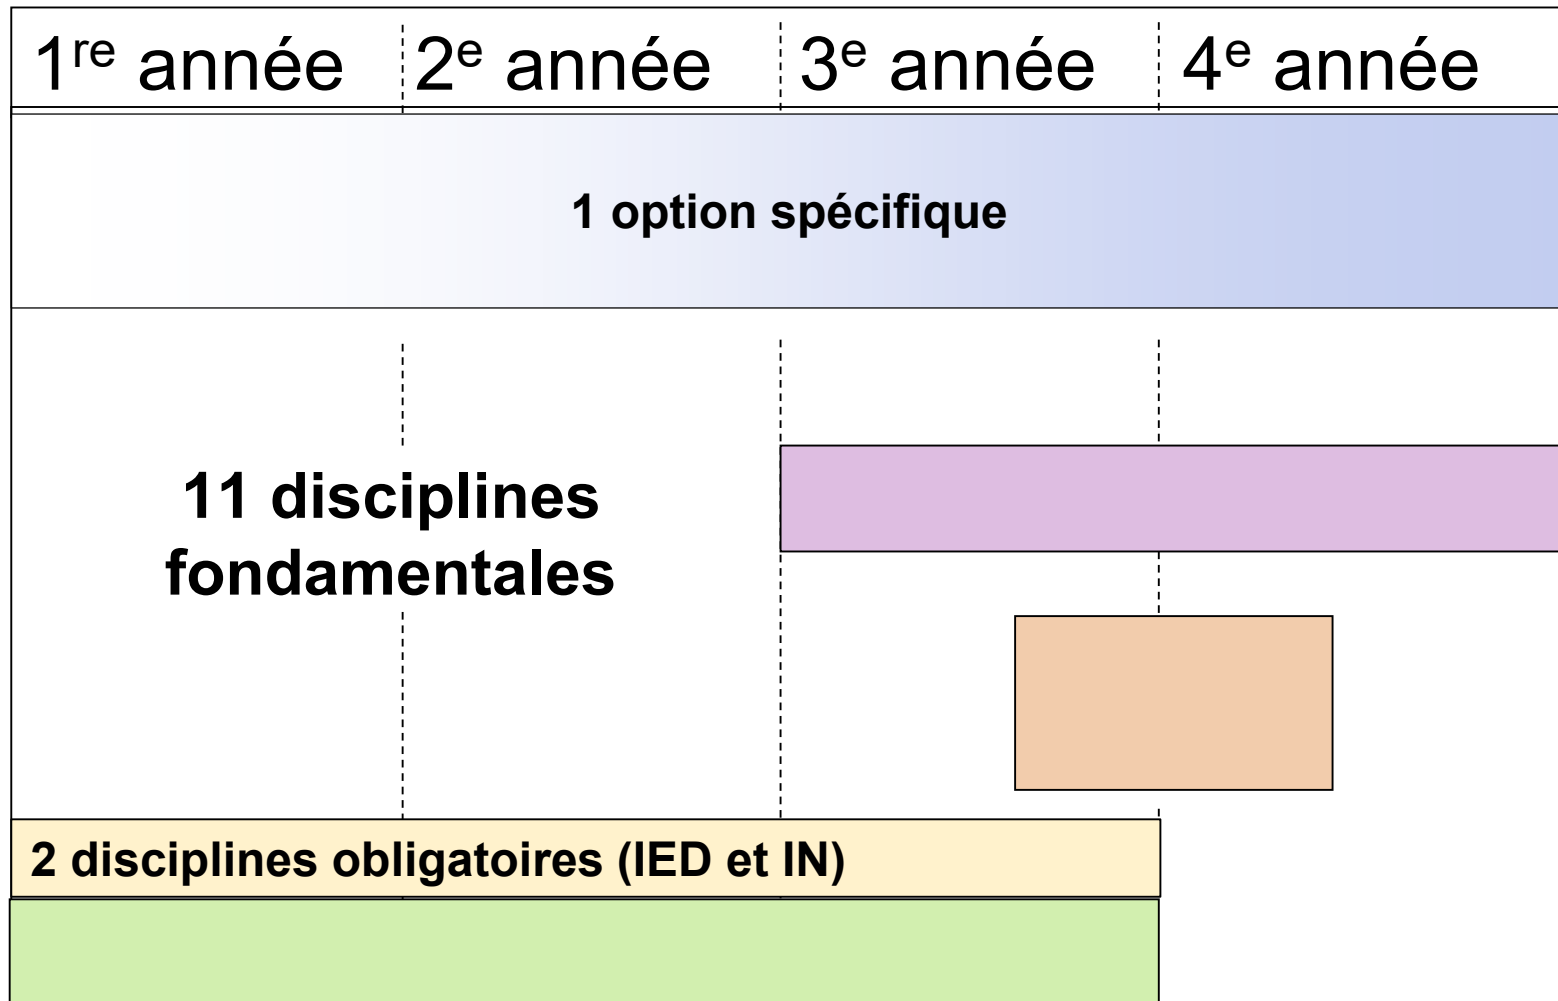 1re année 2e année 3e année 4e année
1 option spécifique
11 disciplines
fondamentales
2 disciplines obligatoires (IED et IN)